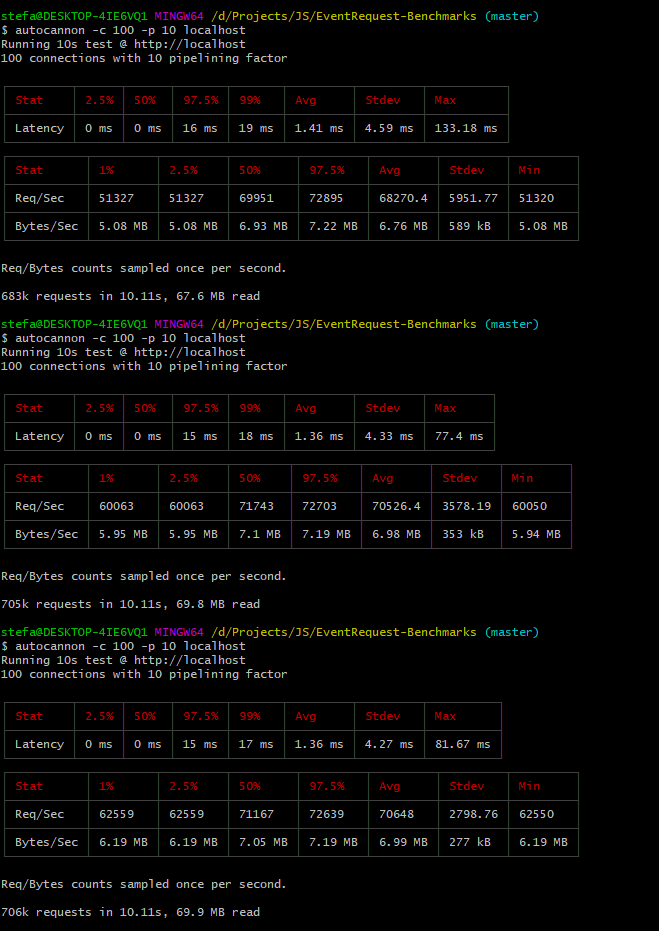 stefa@DESKTOP-4IE6VQ1 MINGW64 /d/Projects/JS/EventRequest-Benchmarks (master)
$ autocannon -c 100 -p 10 localhost
Running 10s test @ http://localhost
100 connections with 10 pipelining factor
Stat 2.5% 50% 97.5% 99% Avg Stdev Max
Latency 0 ms 0 ms 16 ms 19 ms 1.41 ms 4.59 ms 133.18 ms
Stat 1% 2.5% 50% 97.5% Avg Stdev Min
Req/Sec 51327 51327 69951 72895 68270.4 5951.77 51320
Bytes/Sec 5.08 MB 5.08 MB 6.93 MB 7.22 MB 6.76 MB 589 kB 5.08 MB
Req/Bytes counts sampled once per second.
683k requests in 10.11s, 67.6 MB read
stefa@DESKTOP-4IE6VQ1 MINGW64 /d/Projects/JS/EventRequest-Benchmarks (master)
$ autocannon -c 100 -p 10 localhost
Running 10s test @ http://localhost
100 connections with 10 pipelining factor
Stat 2.5% 50% 97.5% 99% Avg Stdev Max
Latency 0 ms 0 ms 15 ms 18 ms 1.36 ms 4.33 ms 77.4 ms
Stat 1% 2.5% 50% 97.5% Avg Stdev Min
Req/Sec 60063 60063 71743 72703 70526.4 3578.19 60050
Bytes/Sec 5.95 MB 5.95 MB 7.1 MB 7.19 MB 6.98 MB 353 kB 5.94 MB
Req/Bytes counts sampled once per second.
705k requests in 10.11s, 69.8 MB read
stefa@DESKTOP-4IE6VQ1 MINGW64 /d/Projects/JS/EventRequest-Benchmarks (master)
$ autocannon -c 100 -p 10 localhost
Running 10s test @ http://localhost
100 connections with 10 pipelining factor
Stat 2.5% 50% 97.5% 99% Avg Stdev Max
Latency 0 ms 0 ms 15 ms 17 ms 1.36 ms 4.27 ms 81.67 ms
Stat 1% 2.5% 50% 97.5% Avg Stdev Min
Req/Sec 62559 62559 71167 72639 70648 2798.76 62550
Bytes/Sec 6.19 MB 6.19 MB 7.05 MB 7.19 MB 6.99 MB 277 kB 6.19 MB
Req/Bytes counts sampled once per second.
706k requests in 10.11s, 69.9 MB read